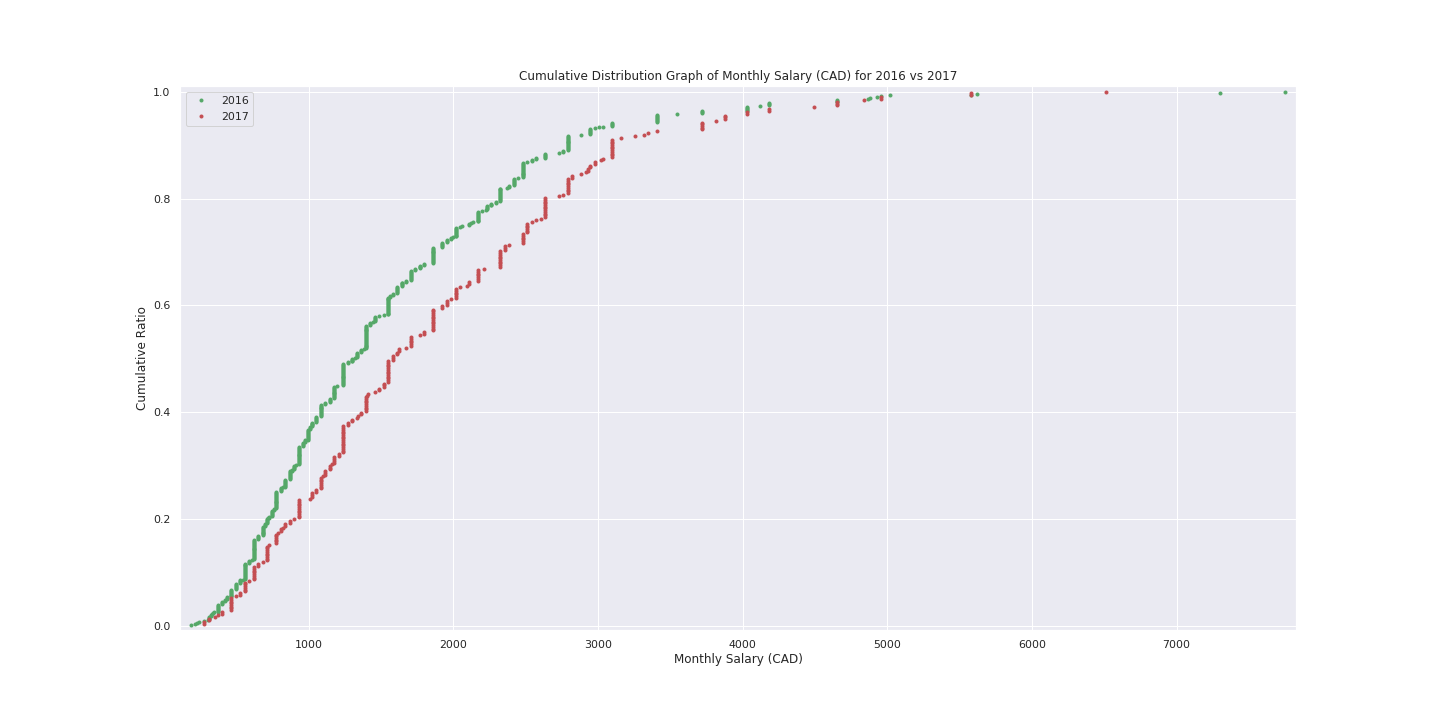 Cumulative Distribution Graph of Monthly Salary (CAD) for 2016 vs 2017
2016
2017
1.0
0.8
0.6
0.4
0.2
0.0
Cumulative Ratio
1000 2000 3000 4000 5000 6000 7000
Monthly Salary (CAD)